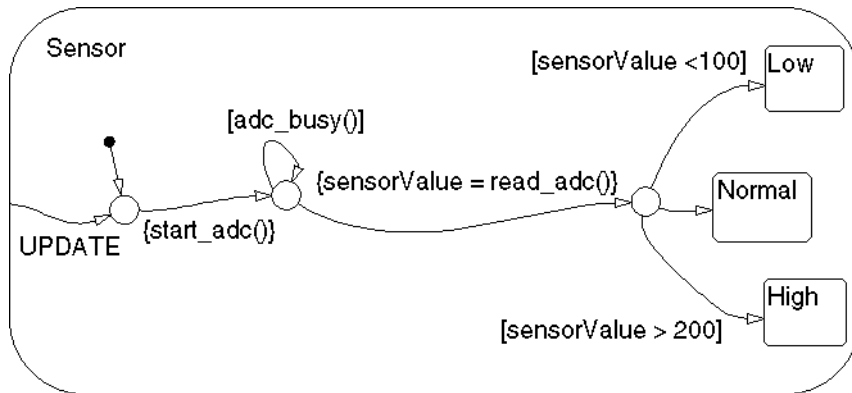 Sensor
[sensorValue <100]
Low
[adc_busy()]
{sensorValue = read_adc()}
Normal
UPDATE
{start_adc()}
High
[sensorValue > 200]